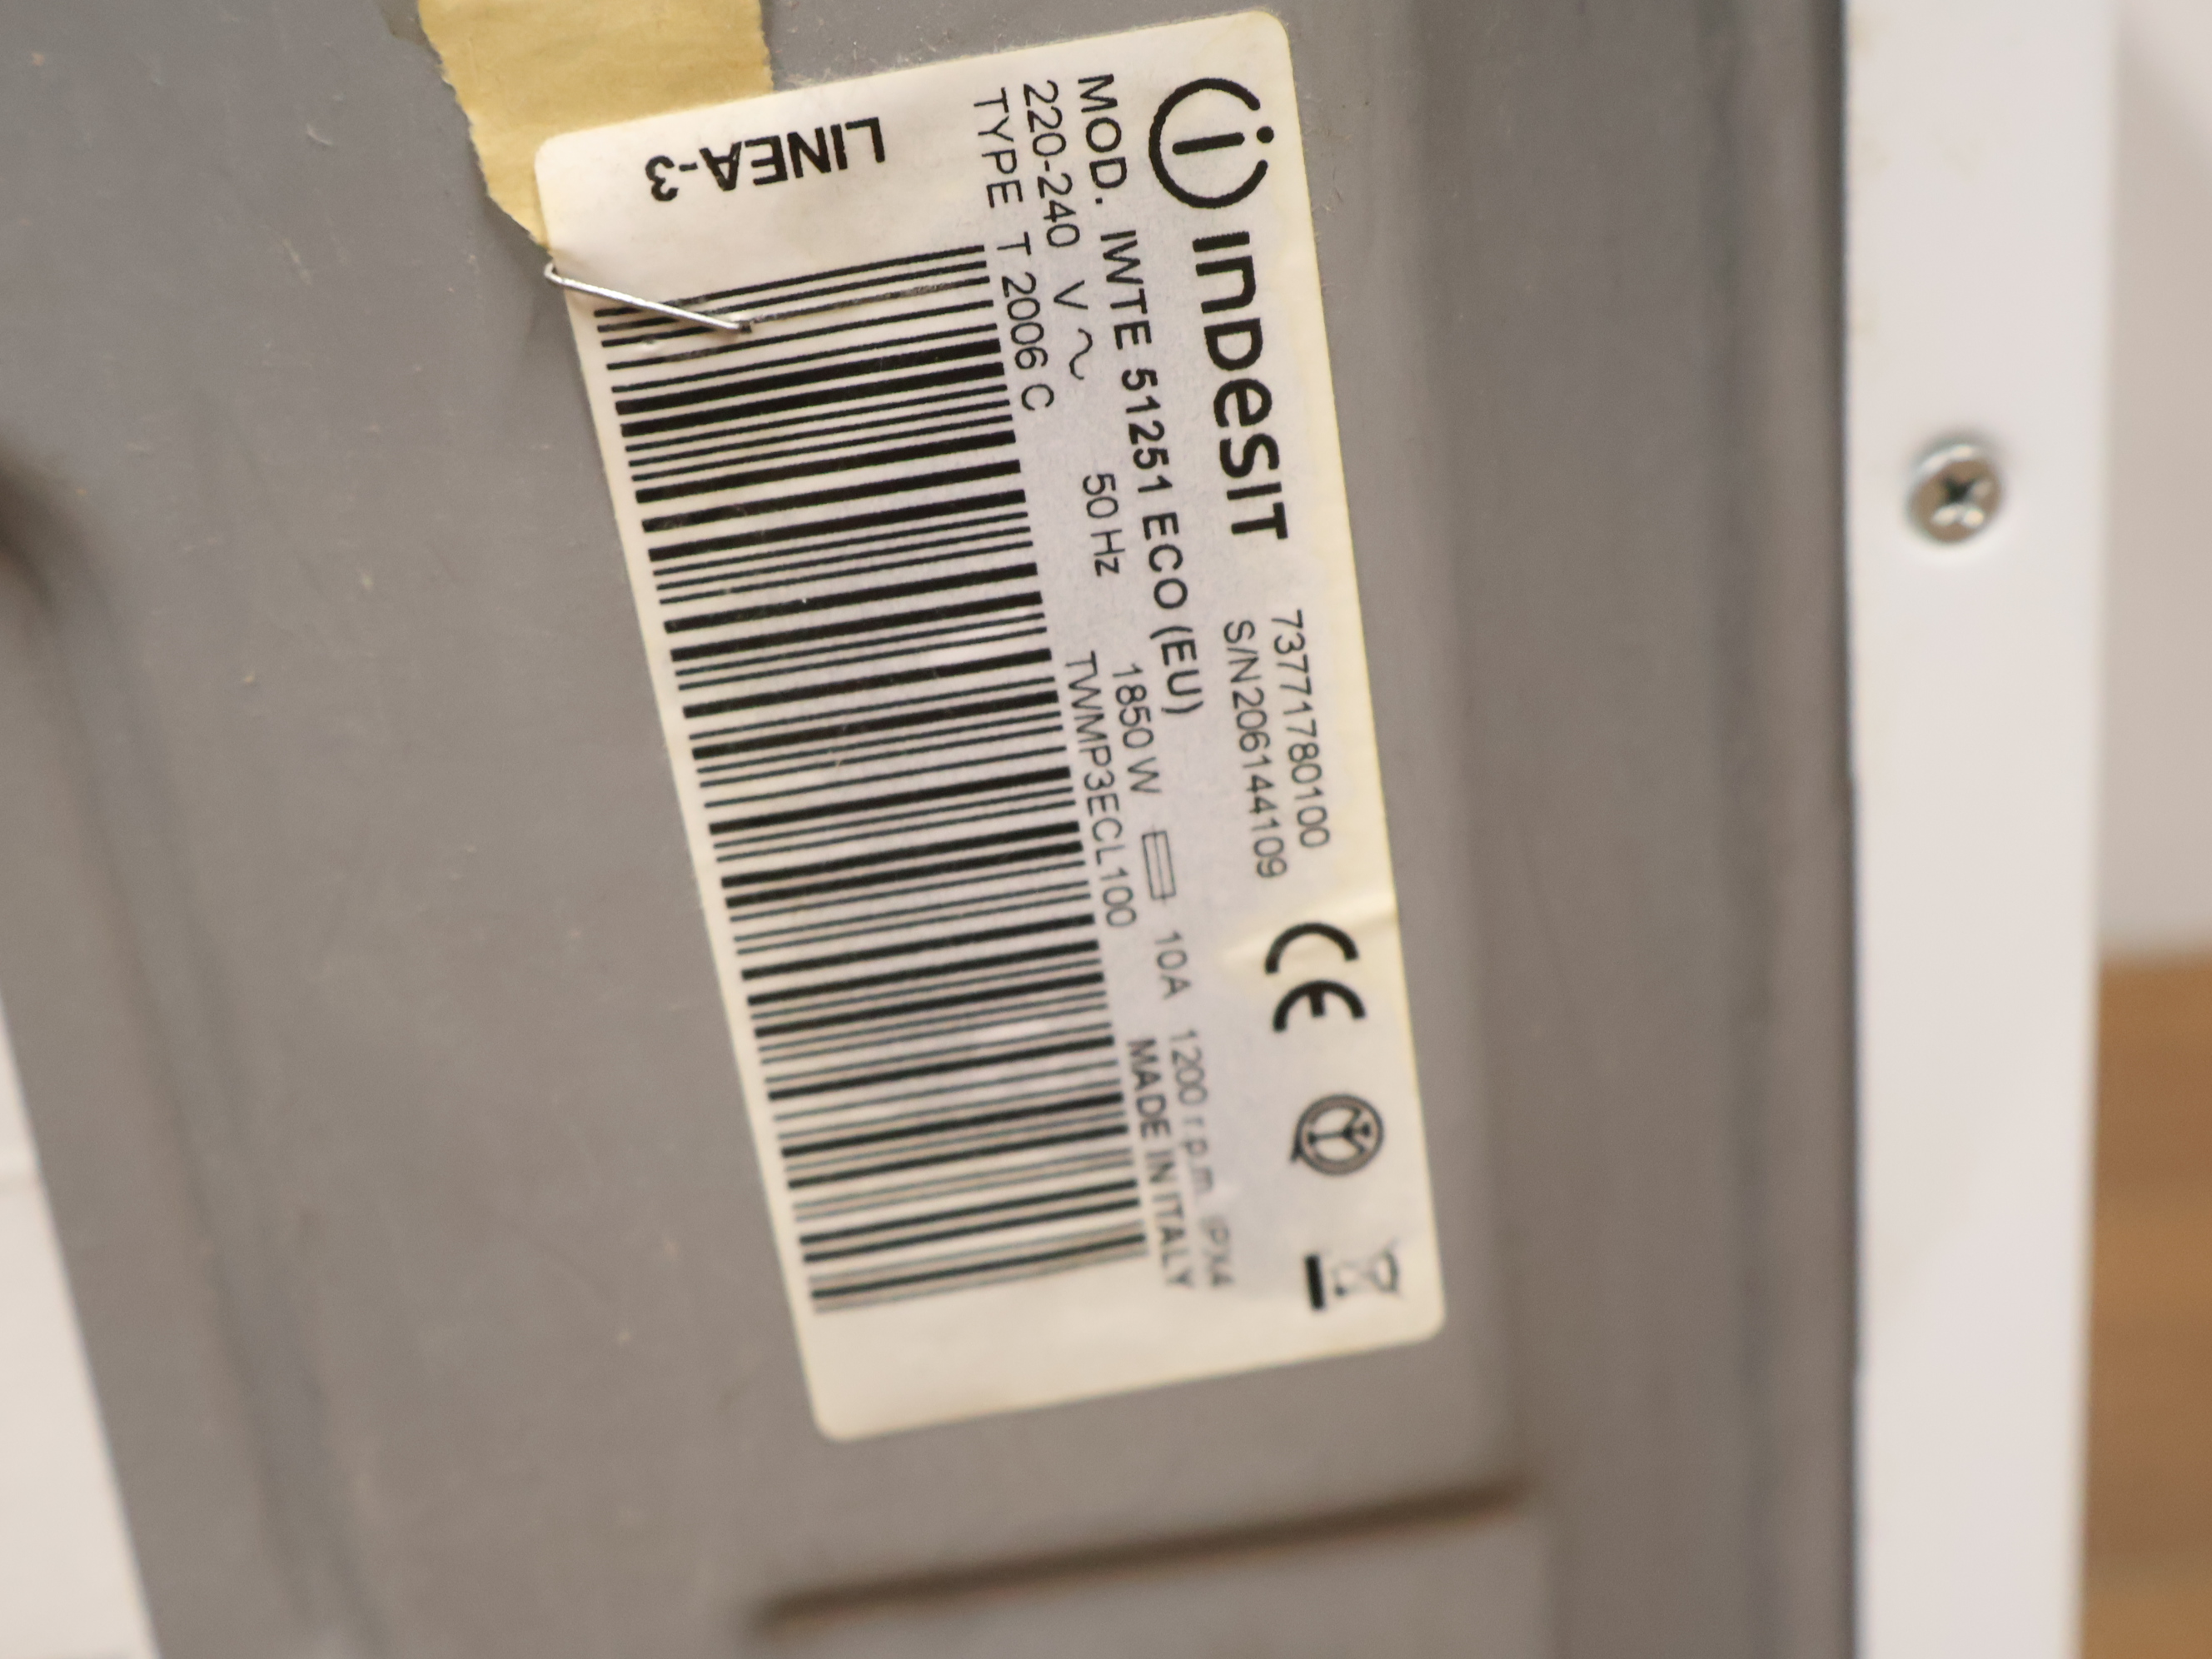 INDESIT 73771780100
S/N206144109
CE
MOD. IWTE 51251 ECO (EU)
220-240 V ~ 50 Hz 1850 W 10A 1200 r.p.m. IPX4
TYPE T 2006 C TWMP3ECL100 MADE IN ITALY
LINEA-3